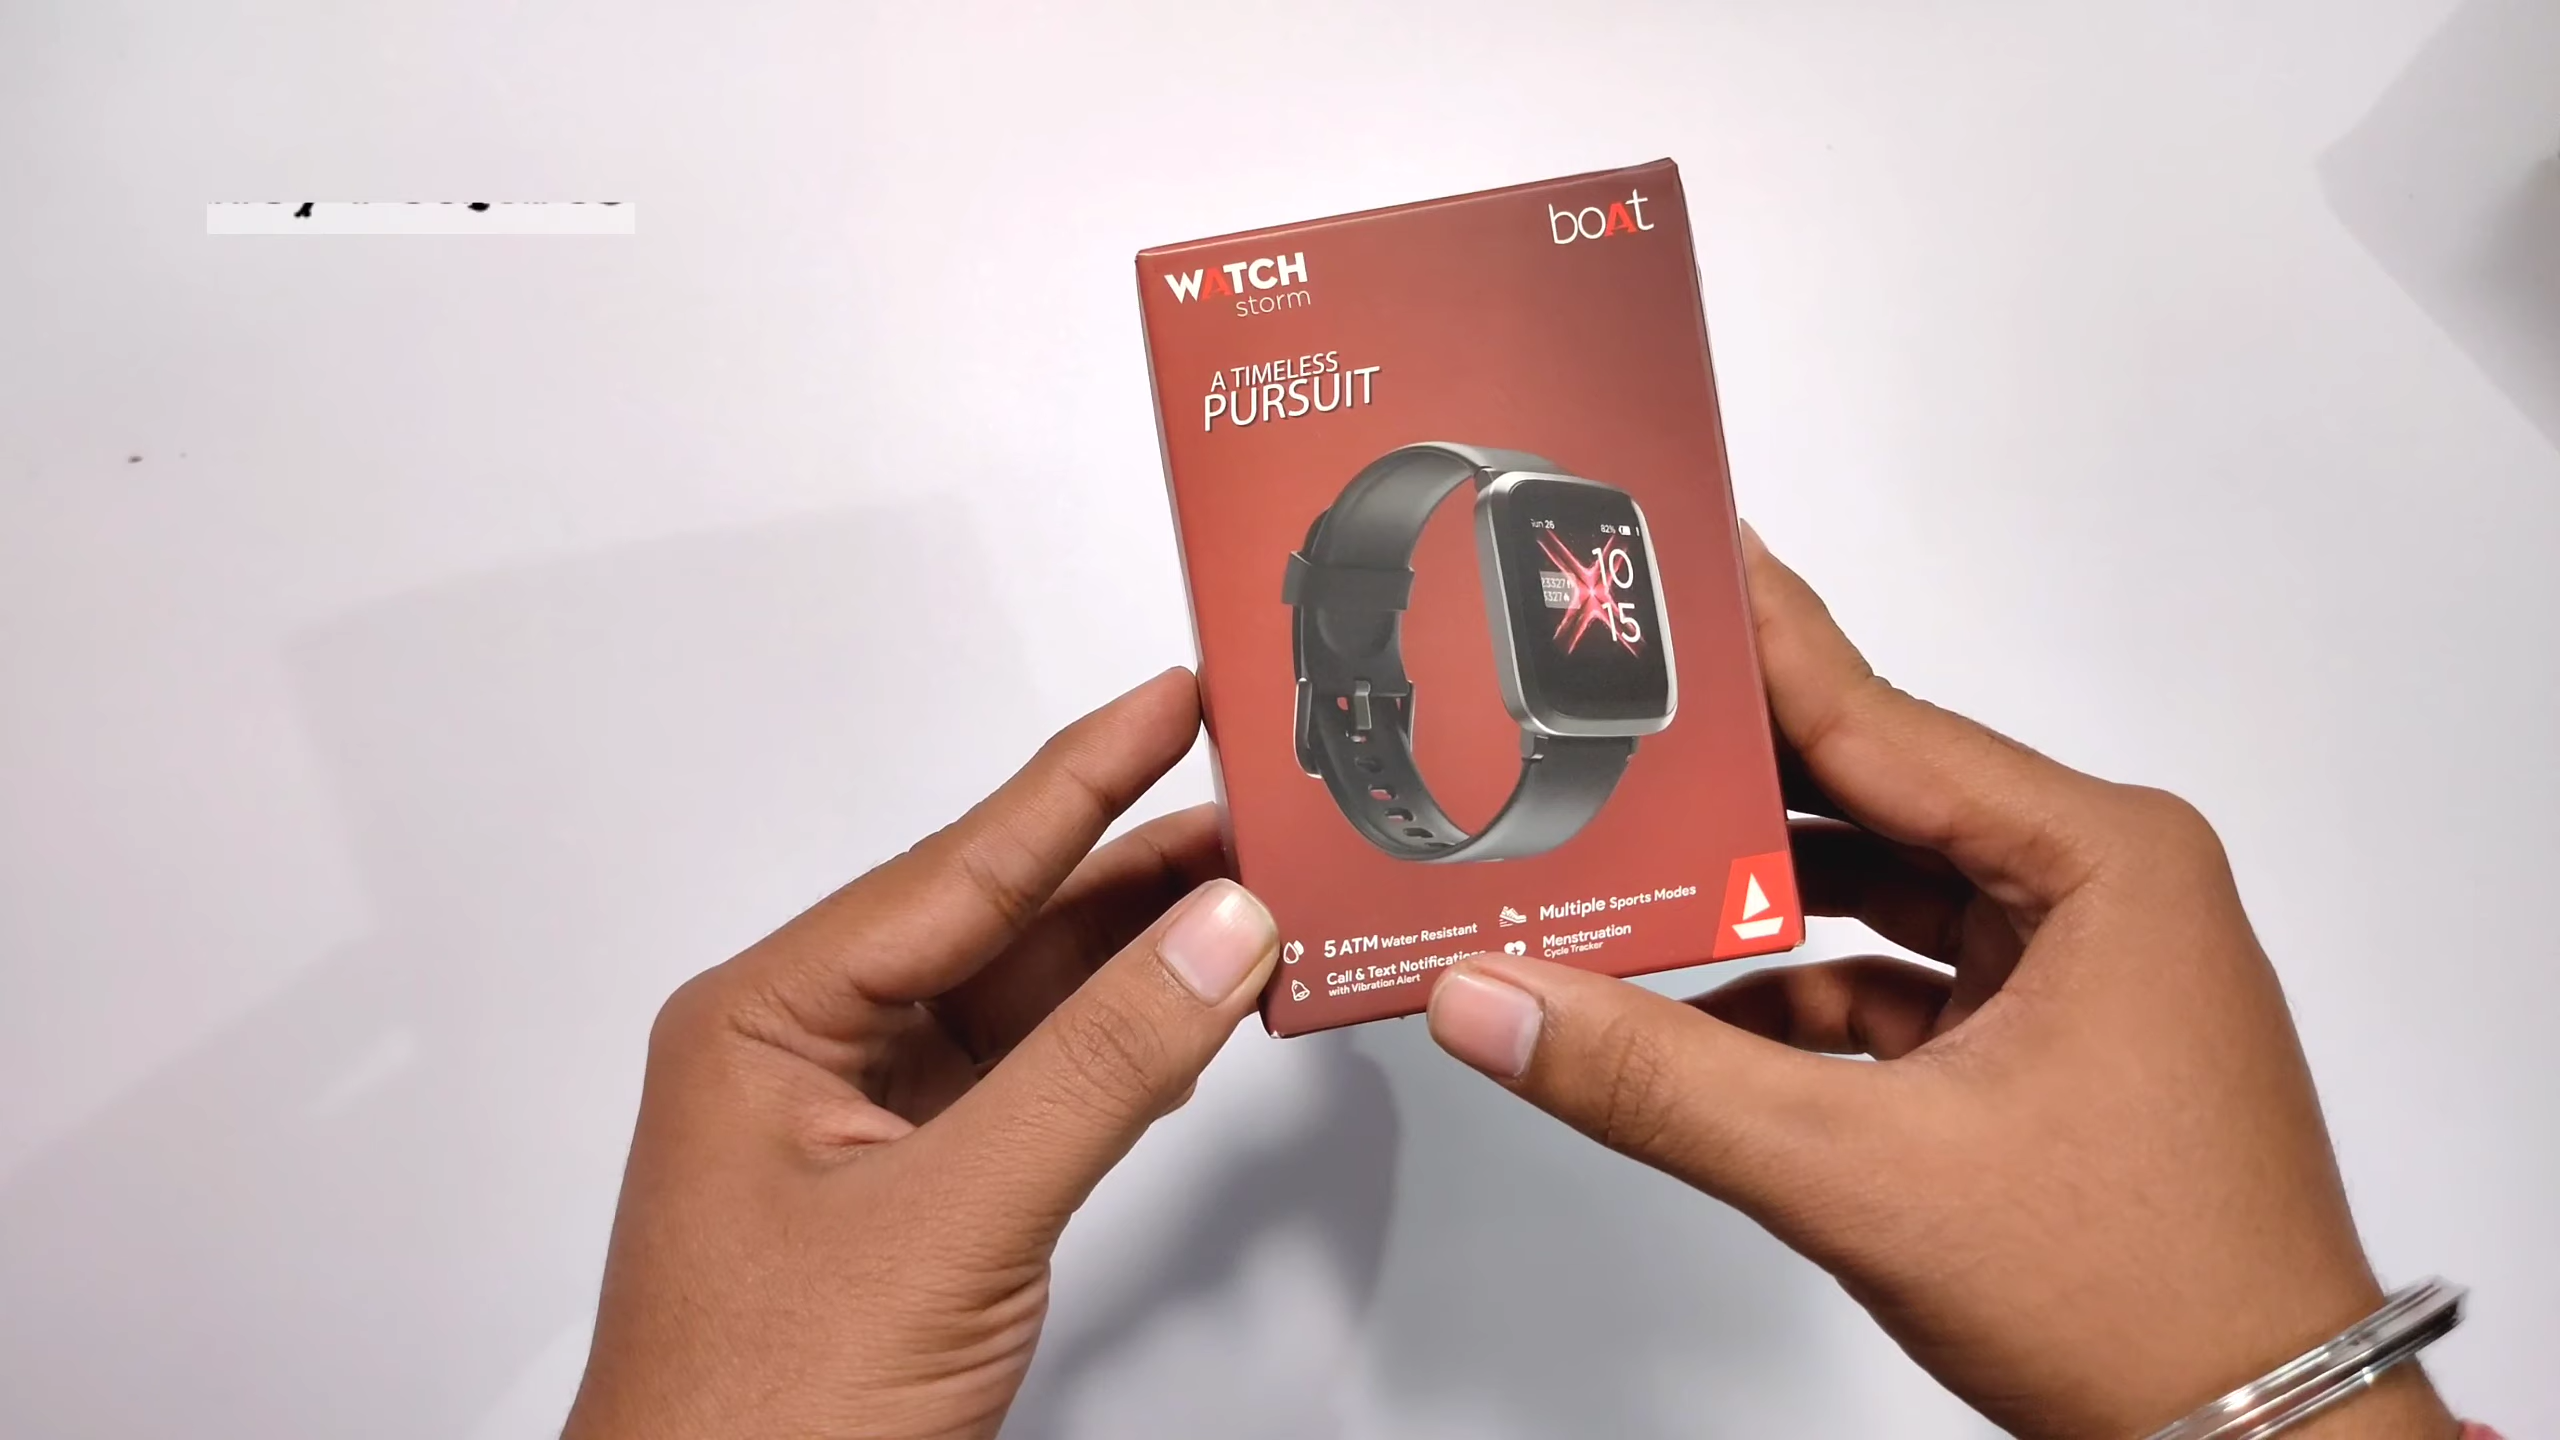 boAt
WATCH
storm
A TIMELESS
PURSUIT
82%
10
15
5 ATM Water Resistant
Call & Text Notifications
with Vibration Alert
Multiple Sports Modes
Menstruation
Cycle Tracker